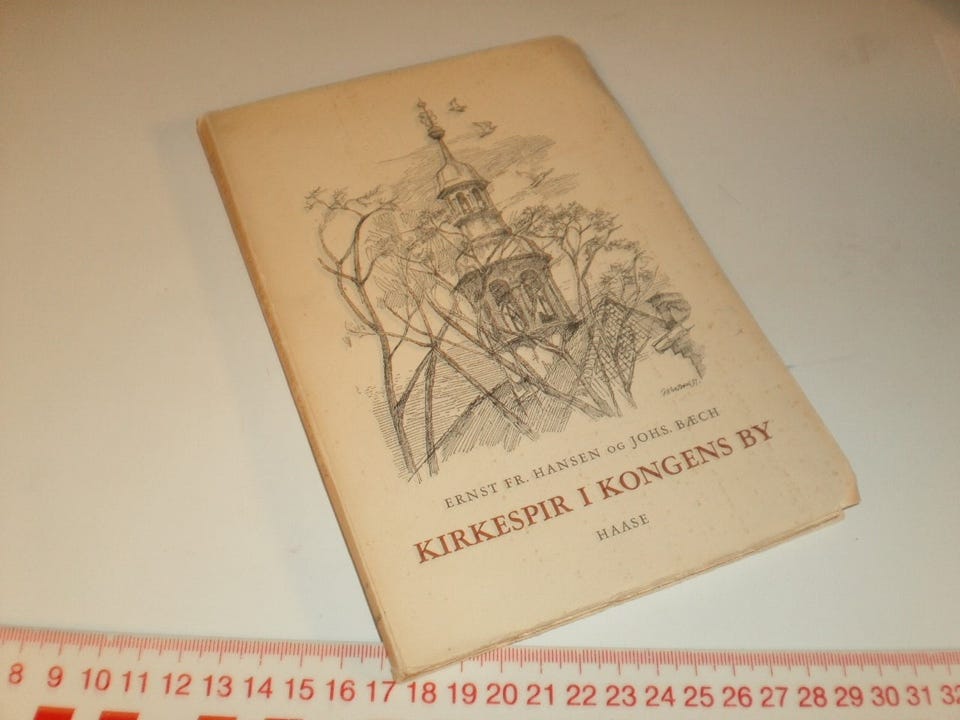 ERNST FR. HANSEN OG JOHS. BÆCH
KIRKESPIR I KONGENS BY
HAASE
8 9 10 11 12 13 14 15 16 17 18 19 20 21 22 23 24 25 26 27 28 29 30 31 32